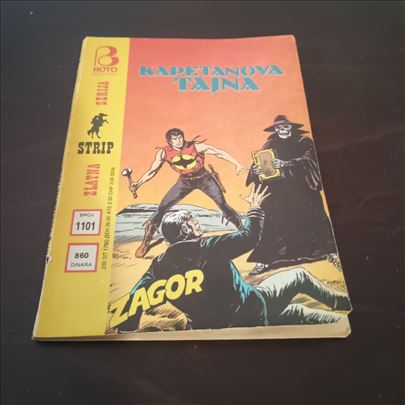 B
ROTO
KAPETANOVA
TAJNA
ZLATNA SERIJA
STRIP
BROJ
1101
860
DINARA
ZAGOR